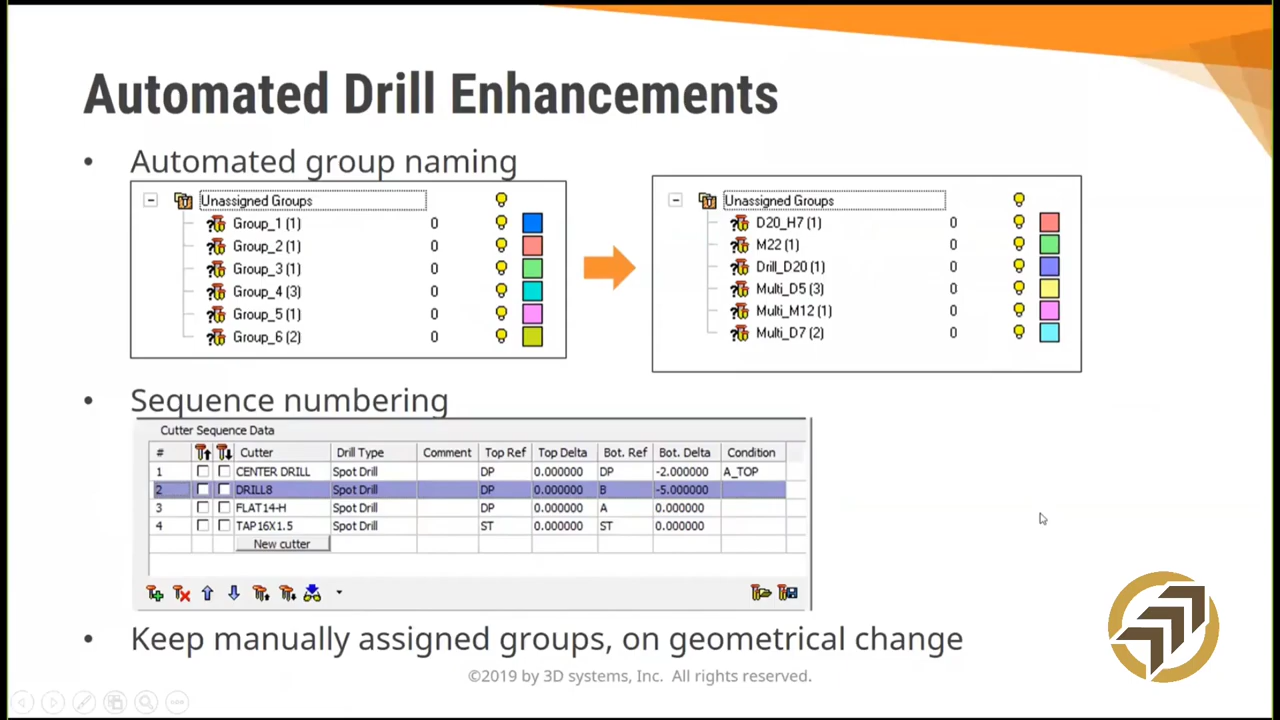 Automated Drill Enhancements
• Automated group naming
Unassigned Groups
Group_1 (1) 0
Group_2 (1) 0
Group_3 (1) 0
Group_4 (3) 0
Group_5 (1) 0
Group_6 (2) 0
Unassigned Groups
D20_H7 (1) 0
M22 (1) 0
Drill_D20 (1) 0
Multi_D5 (3) 0
Multi_M12 (1) 0
Multi_D7 (2) 0
• Sequence numbering
Cutter Sequence Data
# Cutter Drill Type Comment Top Ref Top Delta Bot. Ref Bot. Delta Condition
1 CENTER DRILL Spot Drill DP 0.000000 DP -2.000000 A_TOP
2 DRILL8 Spot Drill DP 0.000000 B -5.000000
3 FLAT14-H Spot Drill DP 0.000000 A 0.000000
4 TAP16X1.5 Spot Drill ST 0.000000 ST 0.000000
New cutter
• Keep manually assigned groups, on geometrical change
©2019 by 3D systems, Inc. All rights reserved.